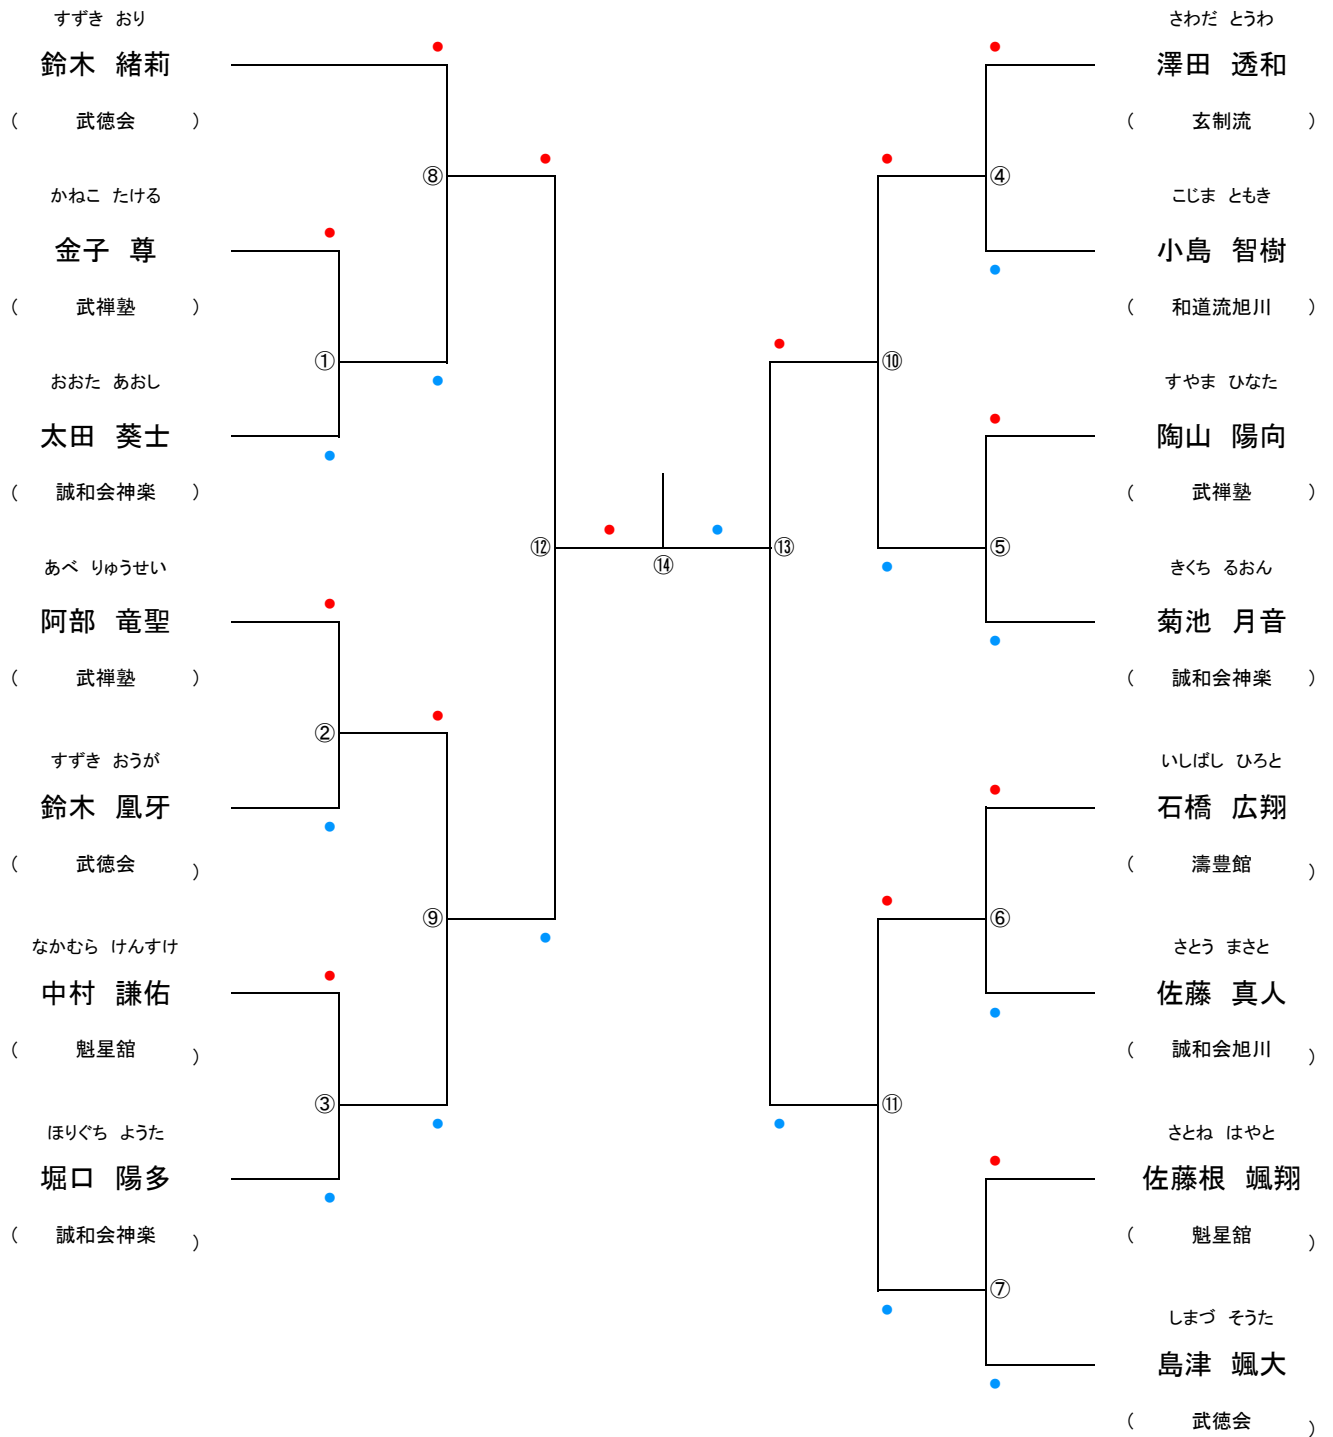 すずき おり
鈴木 緒莉
( 武徳会 )
かねこ たける
金子 尊
( 武禅塾 )
おおた あおし
太田 葵士
( 誠和会神楽 )
あべ りゅうせい
阿部 竜聖
( 武禅塾 )
すずき おうが
鈴木 凰牙
( 武徳会 )
なかむら けんすけ
中村 謙佑
( 魁星舘 )
ほりぐち ようた
堀口 陽多
( 誠和会神楽 )
⑧
①
②
⑨
③
⑫
⑭
⑬
④
⑩
⑤
⑥
⑪
⑦
さわだ とうわ
澤田 透和
( 玄制流 )
こじま ともき
小島 智樹
( 和道流旭川 )
すやま ひなた
陶山 陽向
( 武禅塾 )
きくち るおん
菊池 月音
( 誠和会神楽 )
いしばし ひろと
石橋 広翔
( 濤豊館 )
さとう まさと
佐藤 真人
( 誠和会旭川 )
さとね はやと
佐藤根 颯翔
( 魁星舘 )
しまづ そうた
島津 颯大
( 武徳会 )